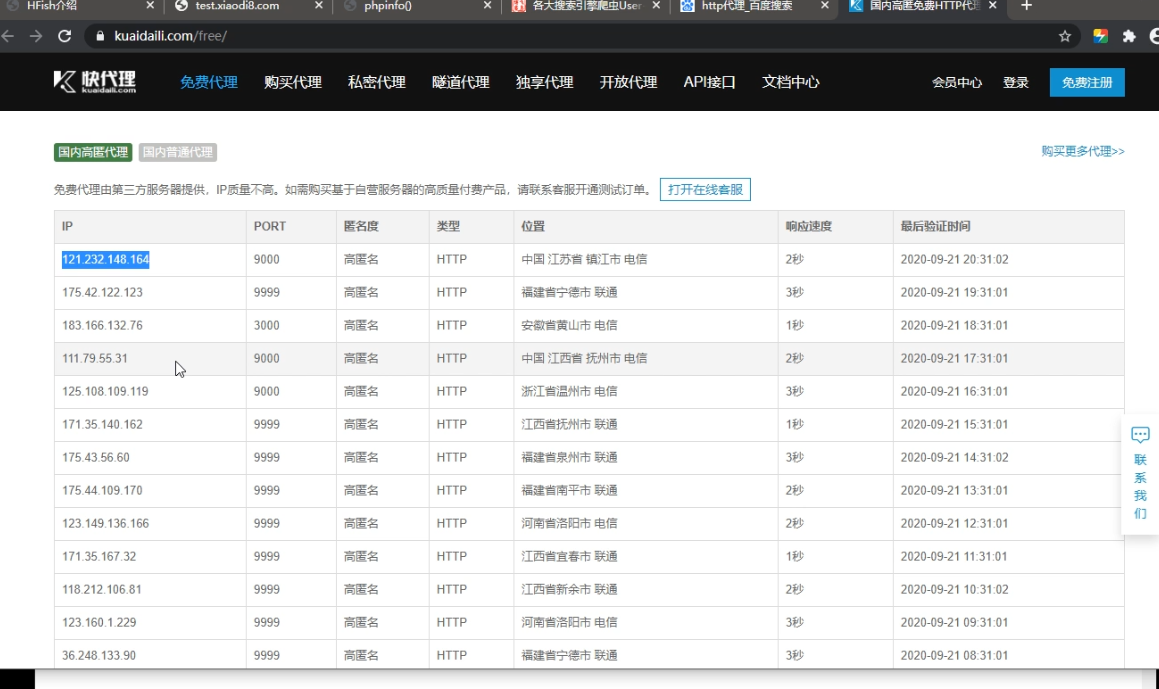 HFish介绍 test.xiaodi8.com phpinfo() 各大搜索引擎爬虫User http代理_百度搜索 国内高匿免费HTTP代理
kuaidaili.com/free/
快代理 kuaidaili.com 免费代理 购买代理 私密代理 隧道代理 独享代理 开放代理 API接口 文档中心 会员中心 登录 免费注册
国内高匿代理 国内普通代理 购买更多代理>>
免费代理由第三方服务器提供，IP质量不高。如需购买基于自营服务器的高质量付费产品，请联系客服开通测试订单。 打开在线客服
IP PORT 匿名度 类型 位置 响应速度 最后验证时间
121.232.148.164 9000 高匿名 HTTP 中国 江苏省 镇江市 电信 2秒 2020-09-21 20:31:02
175.42.122.123 9999 高匿名 HTTP 福建省宁德市 联通 3秒 2020-09-21 19:31:01
183.166.132.76 3000 高匿名 HTTP 安徽省黄山市 电信 1秒 2020-09-21 18:31:01
111.79.55.31 9000 高匿名 HTTP 中国 江西省 抚州市 电信 2秒 2020-09-21 17:31:01
125.108.109.119 9000 高匿名 HTTP 浙江省温州市 电信 3秒 2020-09-21 16:31:01
171.35.140.162 9999 高匿名 HTTP 江西省抚州市 联通 1秒 2020-09-21 15:31:01
175.43.56.60 9999 高匿名 HTTP 福建省泉州市 联通 3秒 2020-09-21 14:31:02
175.44.109.170 9999 高匿名 HTTP 福建省南平市 联通 2秒 2020-09-21 13:31:01
123.149.136.166 9999 高匿名 HTTP 河南省洛阳市 电信 2秒 2020-09-21 12:31:01
171.35.167.32 9999 高匿名 HTTP 江西省宜春市 联通 1秒 2020-09-21 11:31:01
118.212.106.81 9999 高匿名 HTTP 江西省新余市 联通 2秒 2020-09-21 10:31:02
123.160.1.229 9999 高匿名 HTTP 河南省洛阳市 电信 3秒 2020-09-21 09:31:01
36.248.133.90 9999 高匿名 HTTP 福建省宁德市 联通 3秒 2020-09-21 08:31:01
联系我们